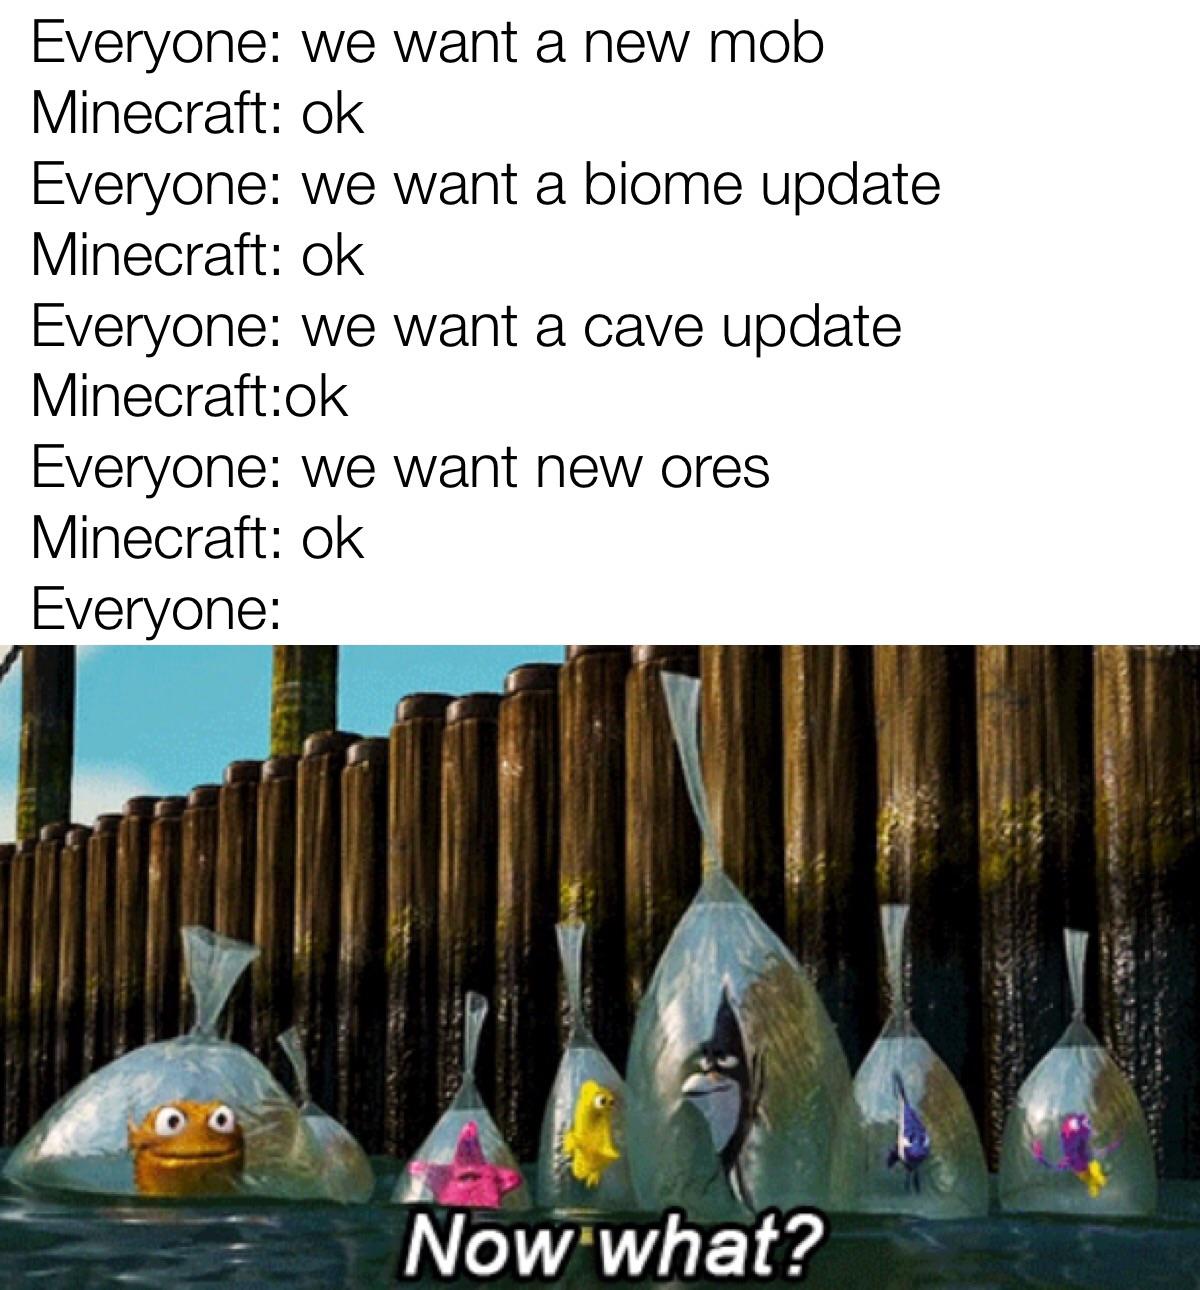 Everyone: we want a new mob
Minecraft: ok
Everyone: we want a biome update
Minecraft: ok
Everyone: we want a cave update
Minecraft:ok
Everyone: we want new ores
Minecraft: ok
Everyone:
Now what?